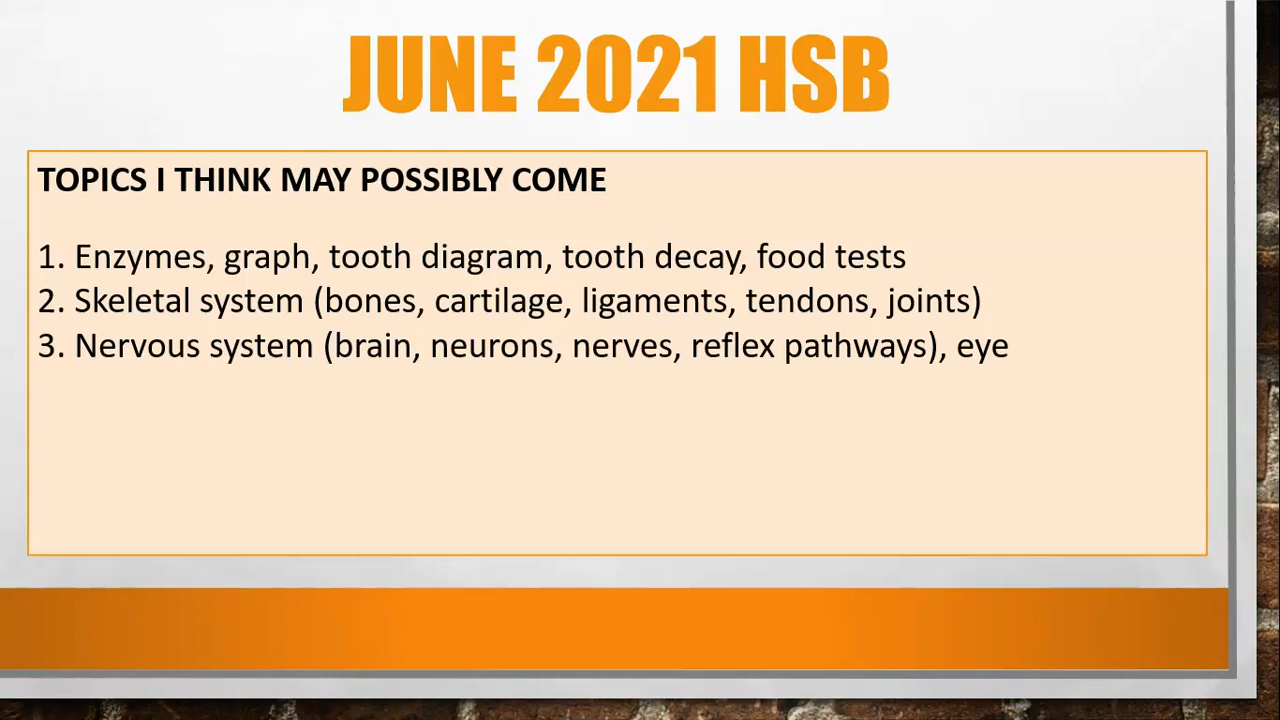 JUNE 2021 HSB
TOPICS I THINK MAY POSSIBLY COME
1. Enzymes, graph, tooth diagram, tooth decay, food tests
2. Skeletal system (bones, cartilage, ligaments, tendons, joints)
3. Nervous system (brain, neurons, nerves, reflex pathways), eye